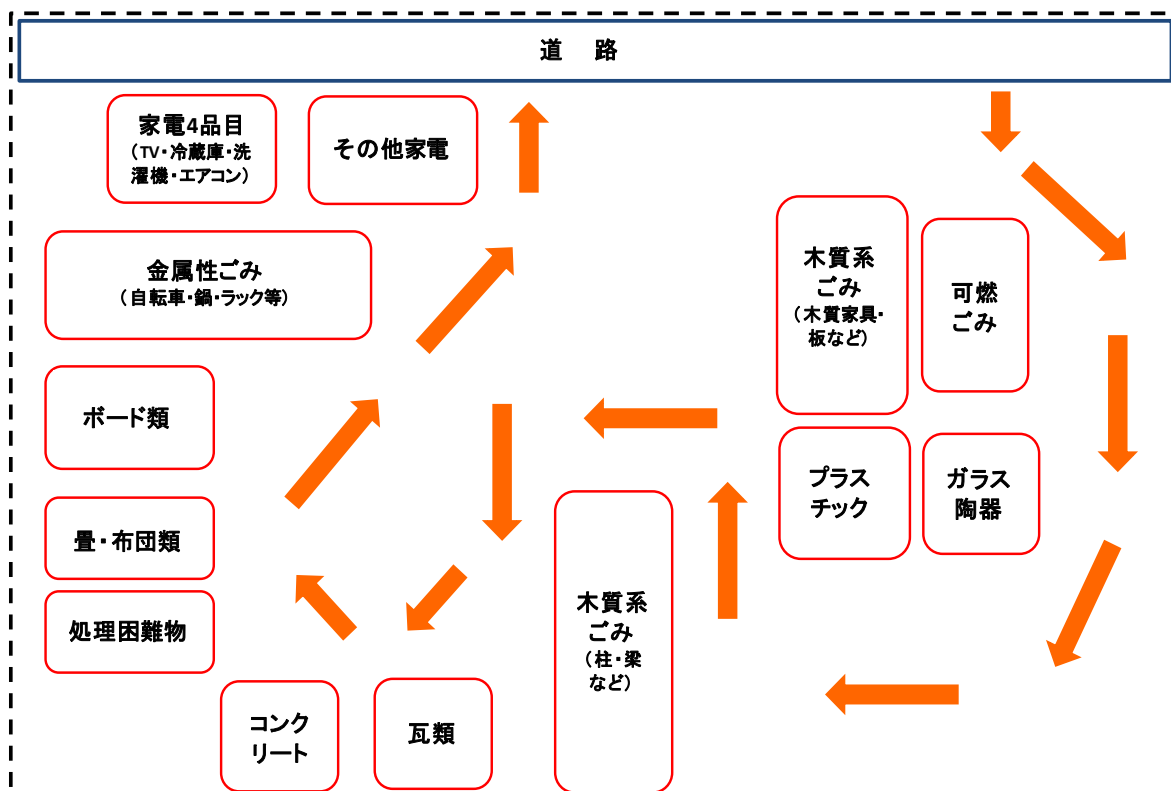 道　路
家電4品目
（TV・冷蔵庫・洗
濯機・エアコン）
その他家電
金属性ごみ
（自転車・鍋・ラック等）
木質系
ごみ
（木質家具・
板など）
可燃
ごみ
ボード類
プラス
チック
ガラス
陶器
畳・布団類
処理困難物
木質系
ごみ
（柱・梁
など）
コンク
リート
瓦類